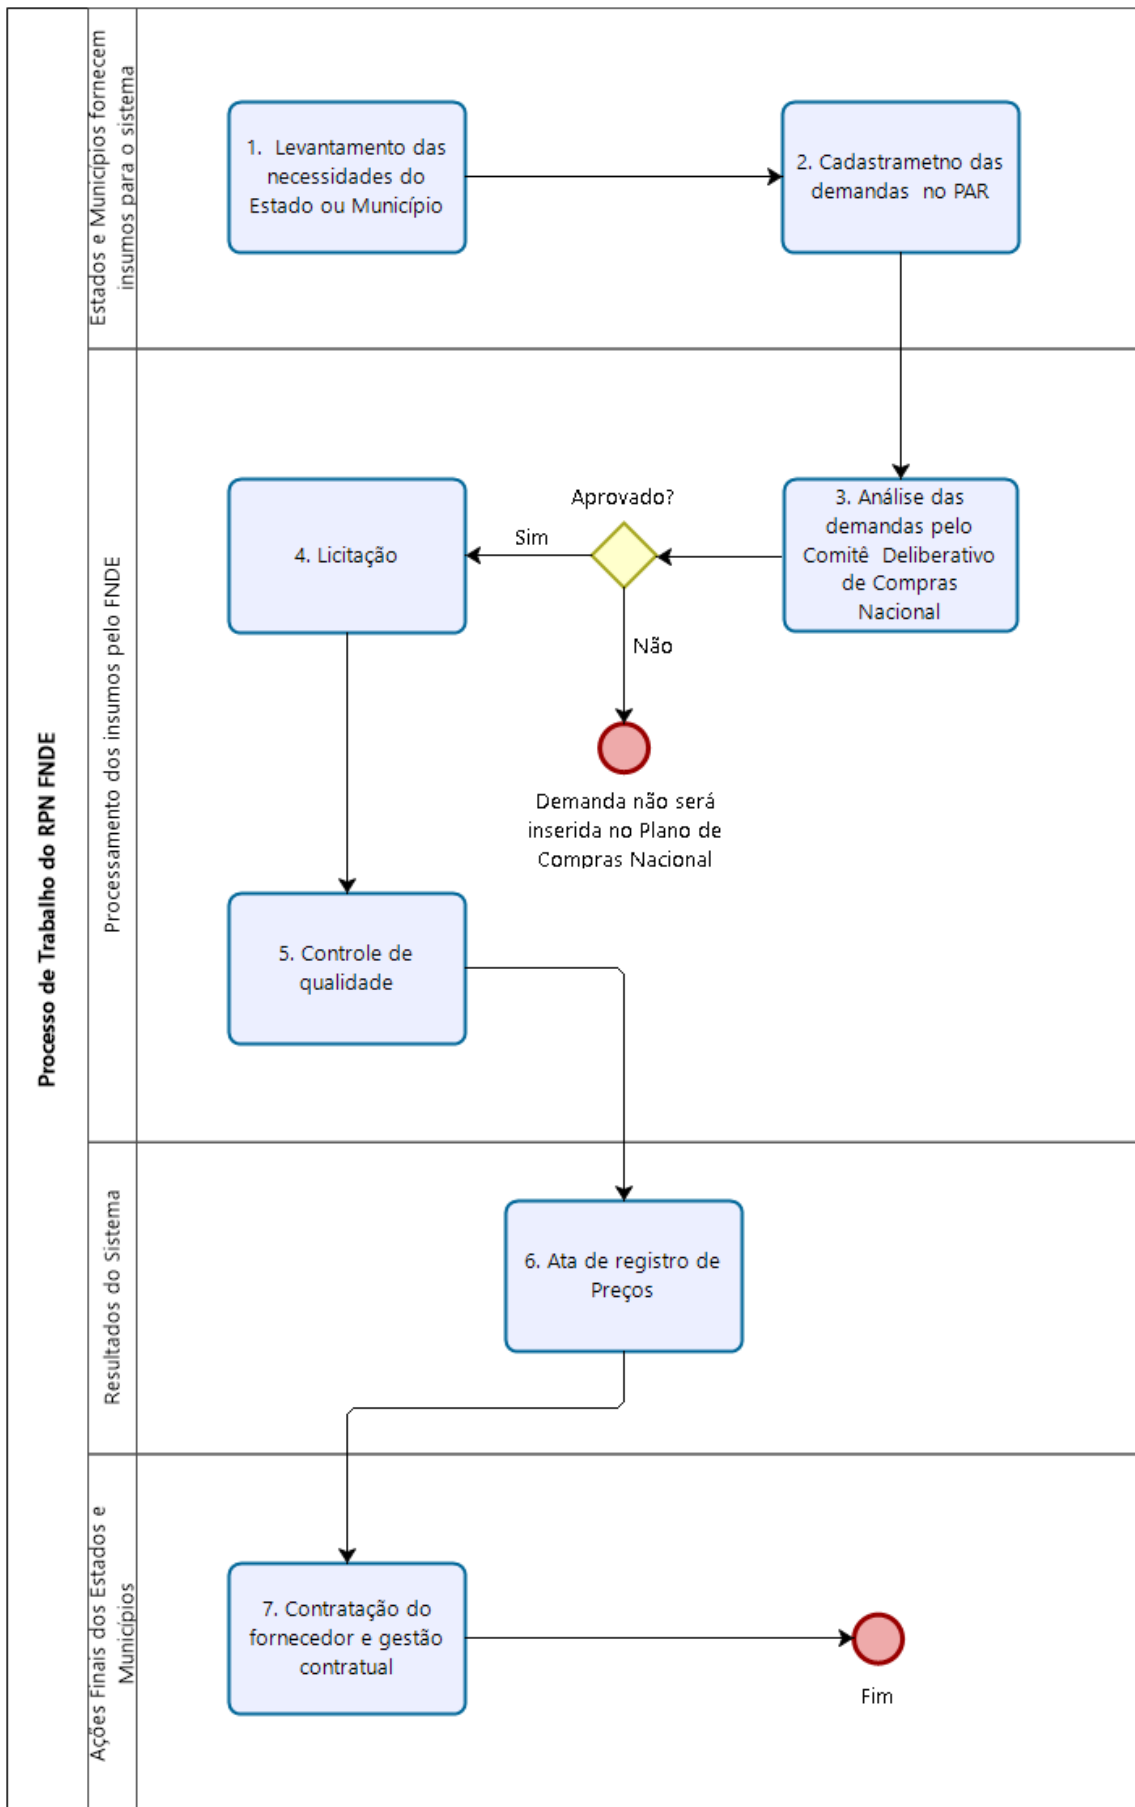 Processo de Trabalho do RPN FNDE
Estados e Municípios fornecem
insumos para o sistema
1. Levantamento das
necessidades do
Estado ou Município
2. Cadastrametno das
demandas no PAR
Processamento dos insumos pelo FNDE
3. Análise das
demandas pelo
Comitê Deliberativo
de Compras
Nacional
Aprovado?
Sim
Não
4. Licitação
Demanda não será
inserida no Plano de
Compras Nacional
5. Controle de
qualidade
Resultados do Sistema
6. Ata de registro de
Preços
Ações Finais dos Estados e
Municípios
7. Contratação do
fornecedor e gestão
contratual
Fim